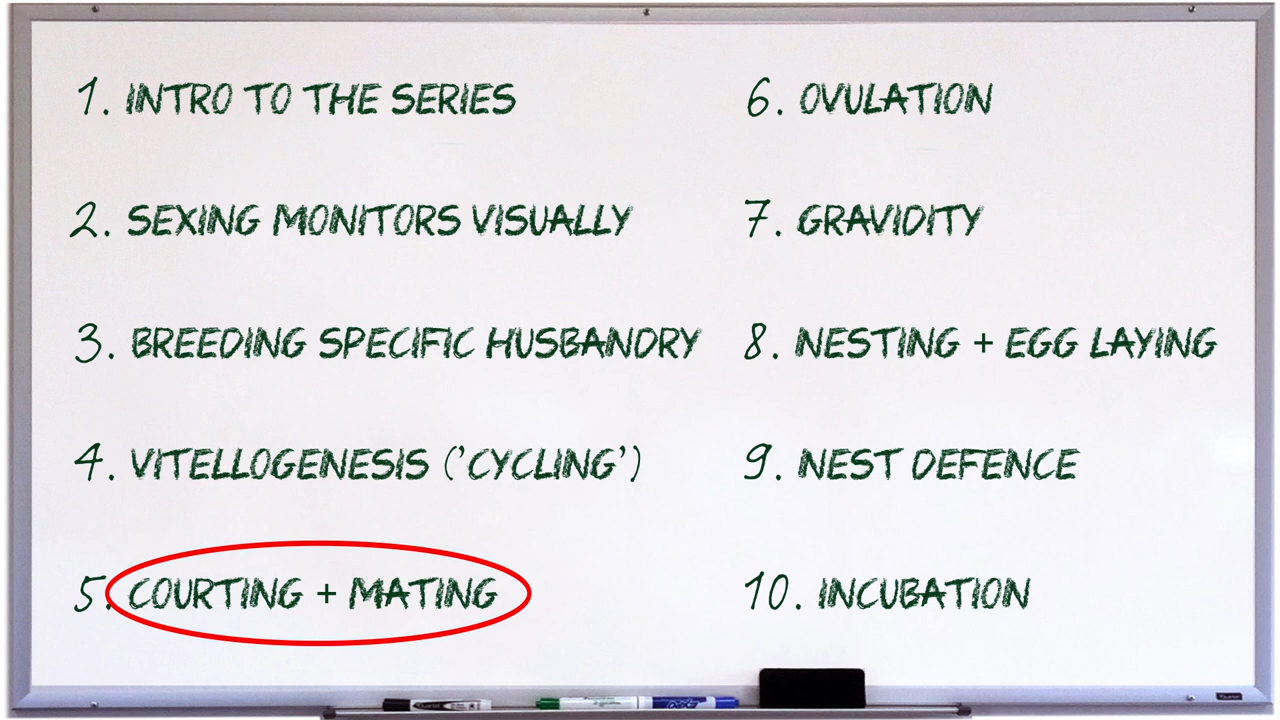 1. INTRO TO THE SERIES
2. SEXING MONITORS VISUALLY
3. BREEDING SPECIFIC HUSBANDRY
4. VITELLOGENESIS ('CYCLING')
5. COURTING + MATING
6. OVULATION
7. GRAVIDITY
8. NESTING + EGG LAYING
9. NEST DEFENCE
10. INCUBATION